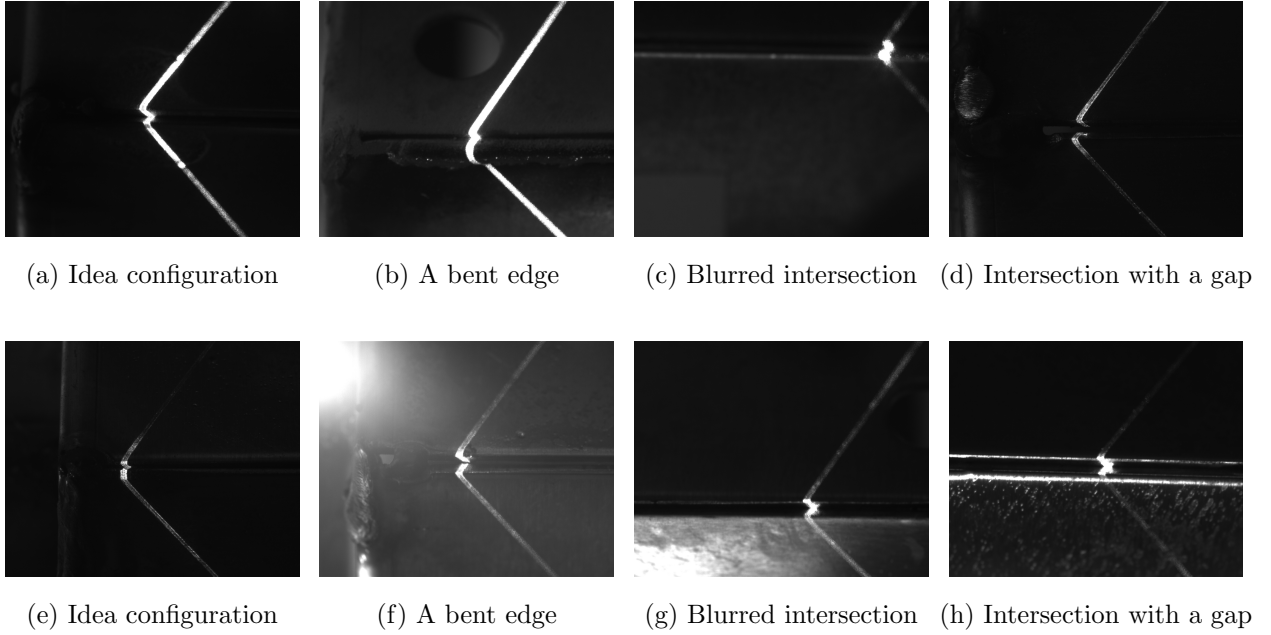 (a) Idea configuration
(b) A bent edge
(c) Blurred intersection
(d) Intersection with a gap
(e) Idea configuration
(f) A bent edge
(g) Blurred intersection
(h) Intersection with a gap